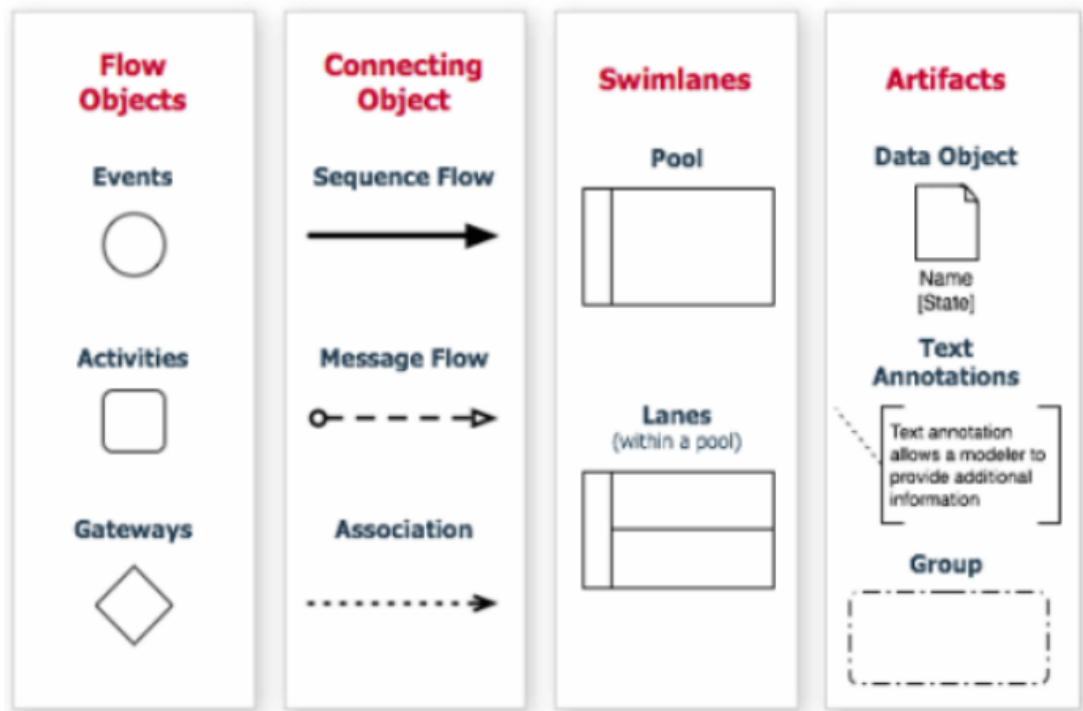 Flow
Objects
Events
Activities
Gateways
Connecting
Object
Sequence Flow
Message Flow
Association
Swimlanes
Pool
Lanes
(within a pool)
Artifacts
Data Object
Name
[State]
Text
Annotations
Text annotation
allows a modeler to
provide additional
information
Group